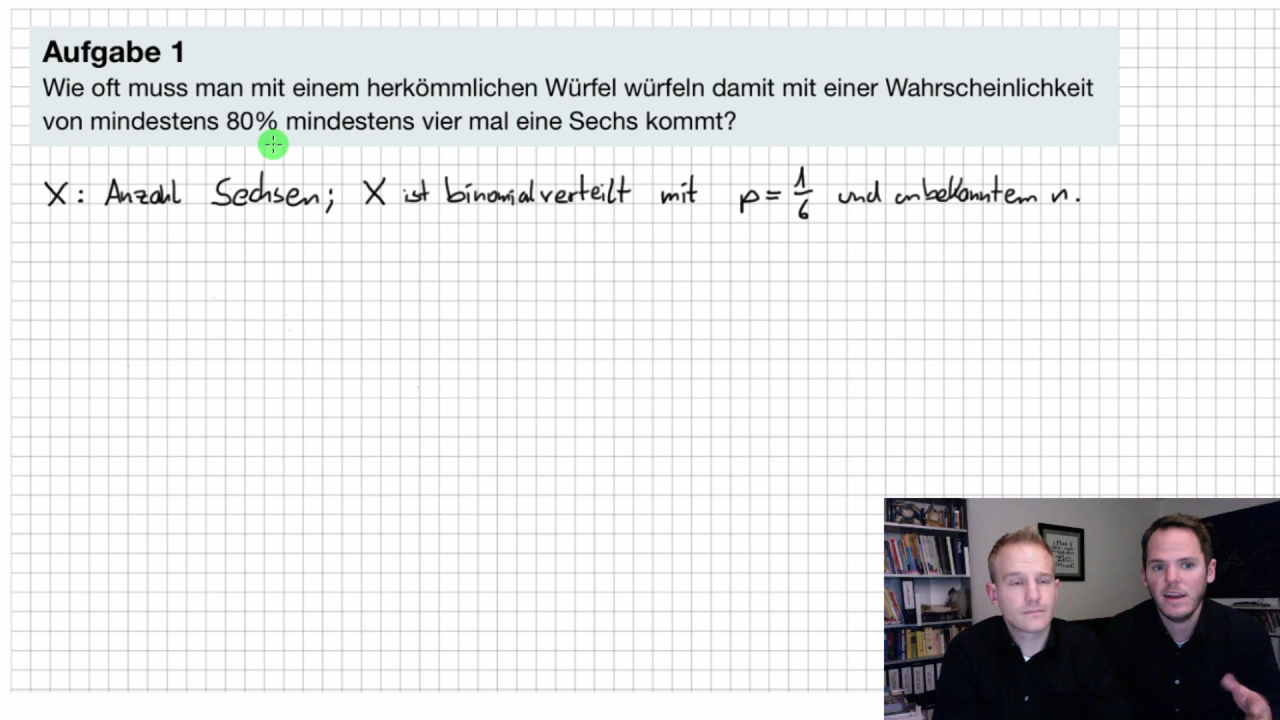 Aufgabe 1
Wie oft muss man mit einem herkömmlichen Würfel würfeln damit mit einer Wahrscheinlichkeit
von mindestens 80% mindestens vier mal eine Sechs kommt?
X: Anzahl Sechsen; X ist binomialverteilt mit p = 1/6 und unbekanntem n.